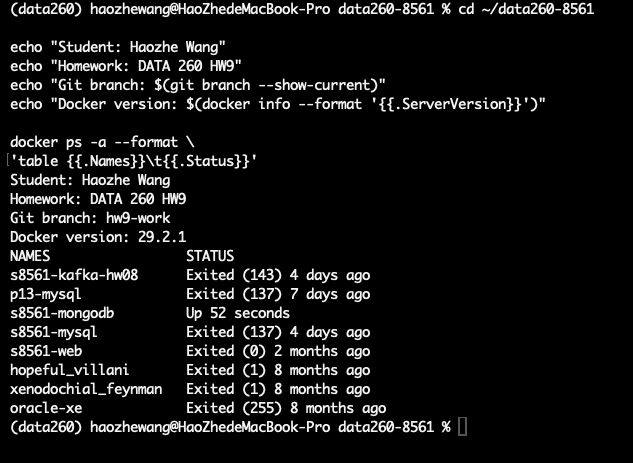 (data260) haozhewang@HaoZhedeMacBook-Pro data260-8561 % cd ~/data260-8561
echo "Student: Haozhe Wang"
echo "Homework: DATA 260 HW9"
echo "Git branch: $(git branch --show-current)"
echo "Docker version: $(docker info --format '{{.ServerVersion}}')"
docker ps -a --format \
'table {{.Names}}\t{{.Status}}'
Student: Haozhe Wang
Homework: DATA 260 HW9
Git branch: hw9-work
Docker version: 29.2.1
NAMES STATUS
s8561-kafka-hw08 Exited (143) 4 days ago
p13-mysql Exited (137) 7 days ago
s8561-mongodb Up 52 seconds
s8561-mysql Exited (137) 4 days ago
s8561-web Exited (0) 2 months ago
hopeful_villani Exited (1) 8 months ago
xenodochial_feynman Exited (1) 8 months ago
oracle-xe Exited (255) 8 months ago
(data260) haozhewang@HaoZhedeMacBook-Pro data260-8561 %